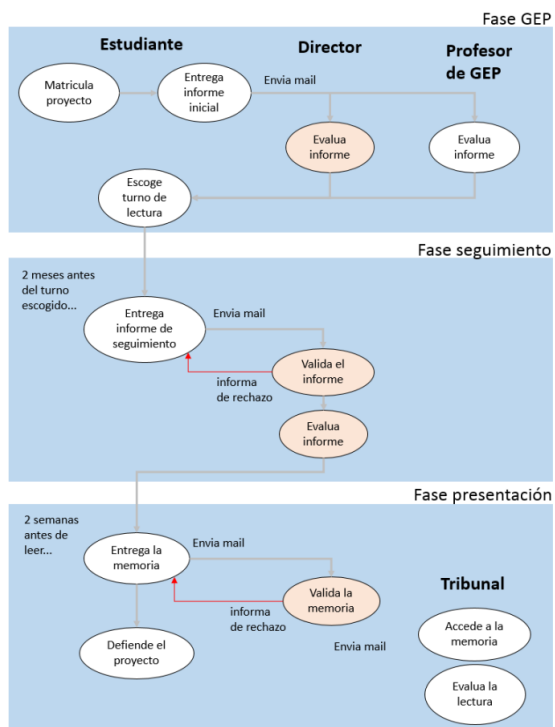 Fase GEP
Estudiante
Director
Profesor
de GEP
Matricula
proyecto
Entrega
informe
inicial
Envia mail
Evalua
informe
Evalua
informe
Escoge
turno de
lectura
Fase seguimiento
2 meses antes
del turno
escogido...
Entrega
informe de
seguimiento
Envia mail
Valida el
informe
informa
de rechazo
Evalua
informe
Fase presentación
2 semanas
antes de
leer...
Entrega la
memoria
Envia mail
Valida la
memoria
informa
de rechazo
Tribunal
Envia mail
Accede a la
memoria
Defiende el
proyecto
Evalua la
lectura